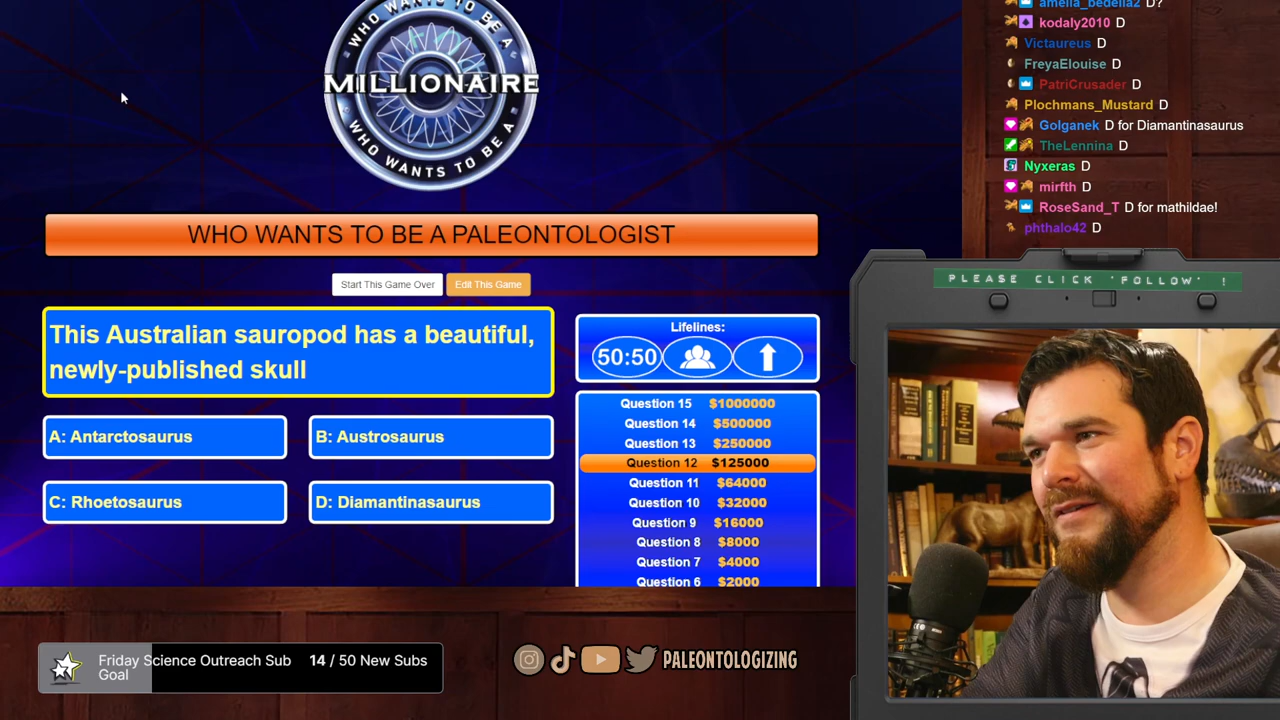 WHO WANTS TO BE A
MILLIONAIRE
WHO WANTS TO BE A
WHO WANTS TO BE A PALEONTOLOGIST
Start This Game Over
Edit This Game
This Australian sauropod has a beautiful,
newly-published skull
A: Antarctosaurus
B: Austrosaurus
C: Rhoetosaurus
D: Diamantinasaurus
Lifelines:
50:50
Question 15 $1000000
Question 14 $500000
Question 13 $250000
Question 12 $125000
Question 11 $64000
Question 10 $32000
Question 9 $16000
Question 8 $8000
Question 7 $4000
Question 6 $2000
amelia_bedelia2 D?
kodaly2010 D
Victaureus D
FreyaElouise D
PatriCrusader D
Plochmans_Mustard D
Golganek D for Diamantinasaurus
TheLennina D
Nyxeras D
mirfth D
RoseSand_T D for mathildae!
phthalo42 D
PLEASE CLICK 'FOLLOW' !
Friday Science Outreach Sub
Goal
14 / 50 New Subs
PALEONTOLOGIZING